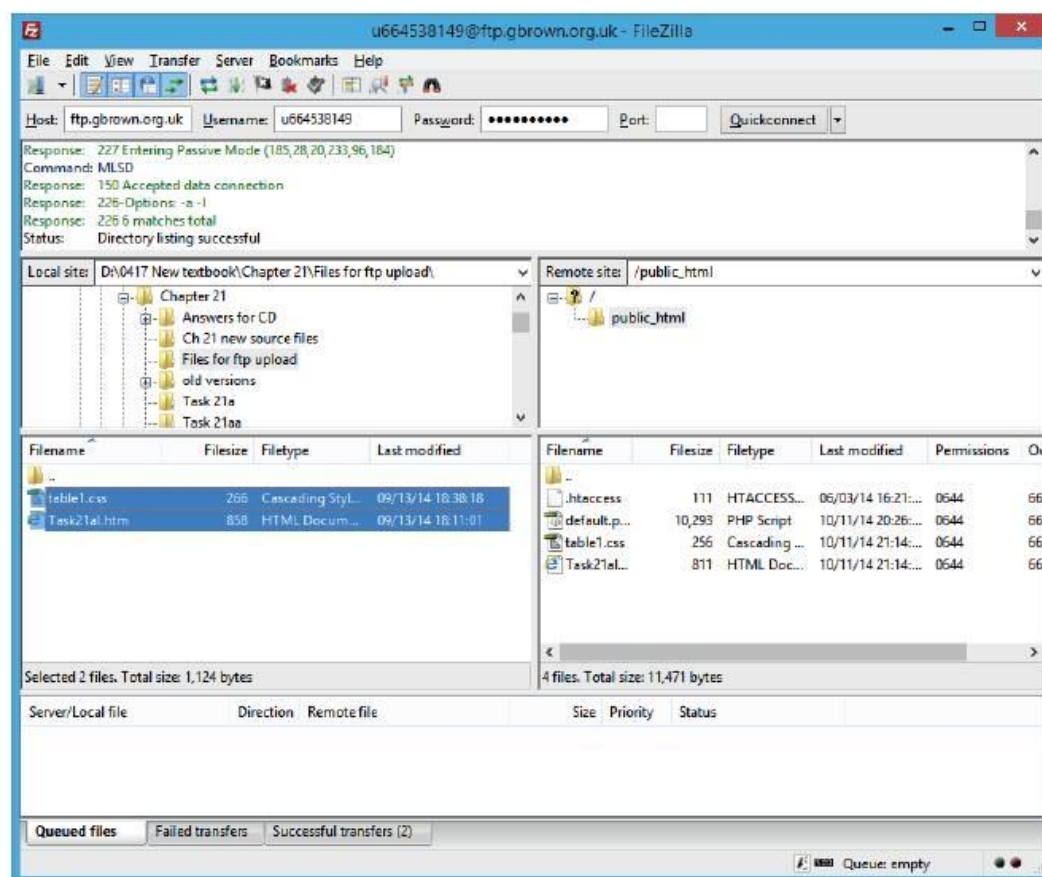 u664538149@ftp.gbrown.org.uk - FileZilla
File Edit View Transfer Server Bookmarks Help
Host: ftp.gbrown.org.uk Username: u664538149 Password: •••••••••• Port: Quickconnect
Response: 227 Entering Passive Mode (185,28,20,233,96,184)
Command: MLSD
Response: 150 Accepted data connection
Response: 226-Options: -a -l
Response: 226 6 matches total
Status: Directory listing successful
Local site: D:\0417 New textbook\Chapter 21\Files for ftp upload\
Chapter 21
Answers for CD
Ch 21 new source files
Files for ftp upload
old versions
Task 21a
Task 21aa
Remote site: /public_html
/
public_html
Filename Filesize Filetype Last modified
..
table1.css 266 Cascading Styl... 09/13/14 18:38:18
Task21al.htm 858 HTML Docum... 09/13/14 18:11:01
Selected 2 files. Total size: 1,124 bytes
Filename Filesize Filetype Last modified Permissions Ow
..
.htaccess 111 HTACCESS... 06/03/14 16:21:... 0644 66
default.p... 10,293 PHP Script 10/11/14 20:26:... 0644 66
table1.css 256 Cascading ... 10/11/14 21:14:... 0644 66
Task21al... 811 HTML Doc... 10/11/14 21:14:... 0644 66
4 files. Total size: 11,471 bytes
Server/Local file Direction Remote file Size Priority Status
Queued files Failed transfers Successful transfers (2)
Queue: empty